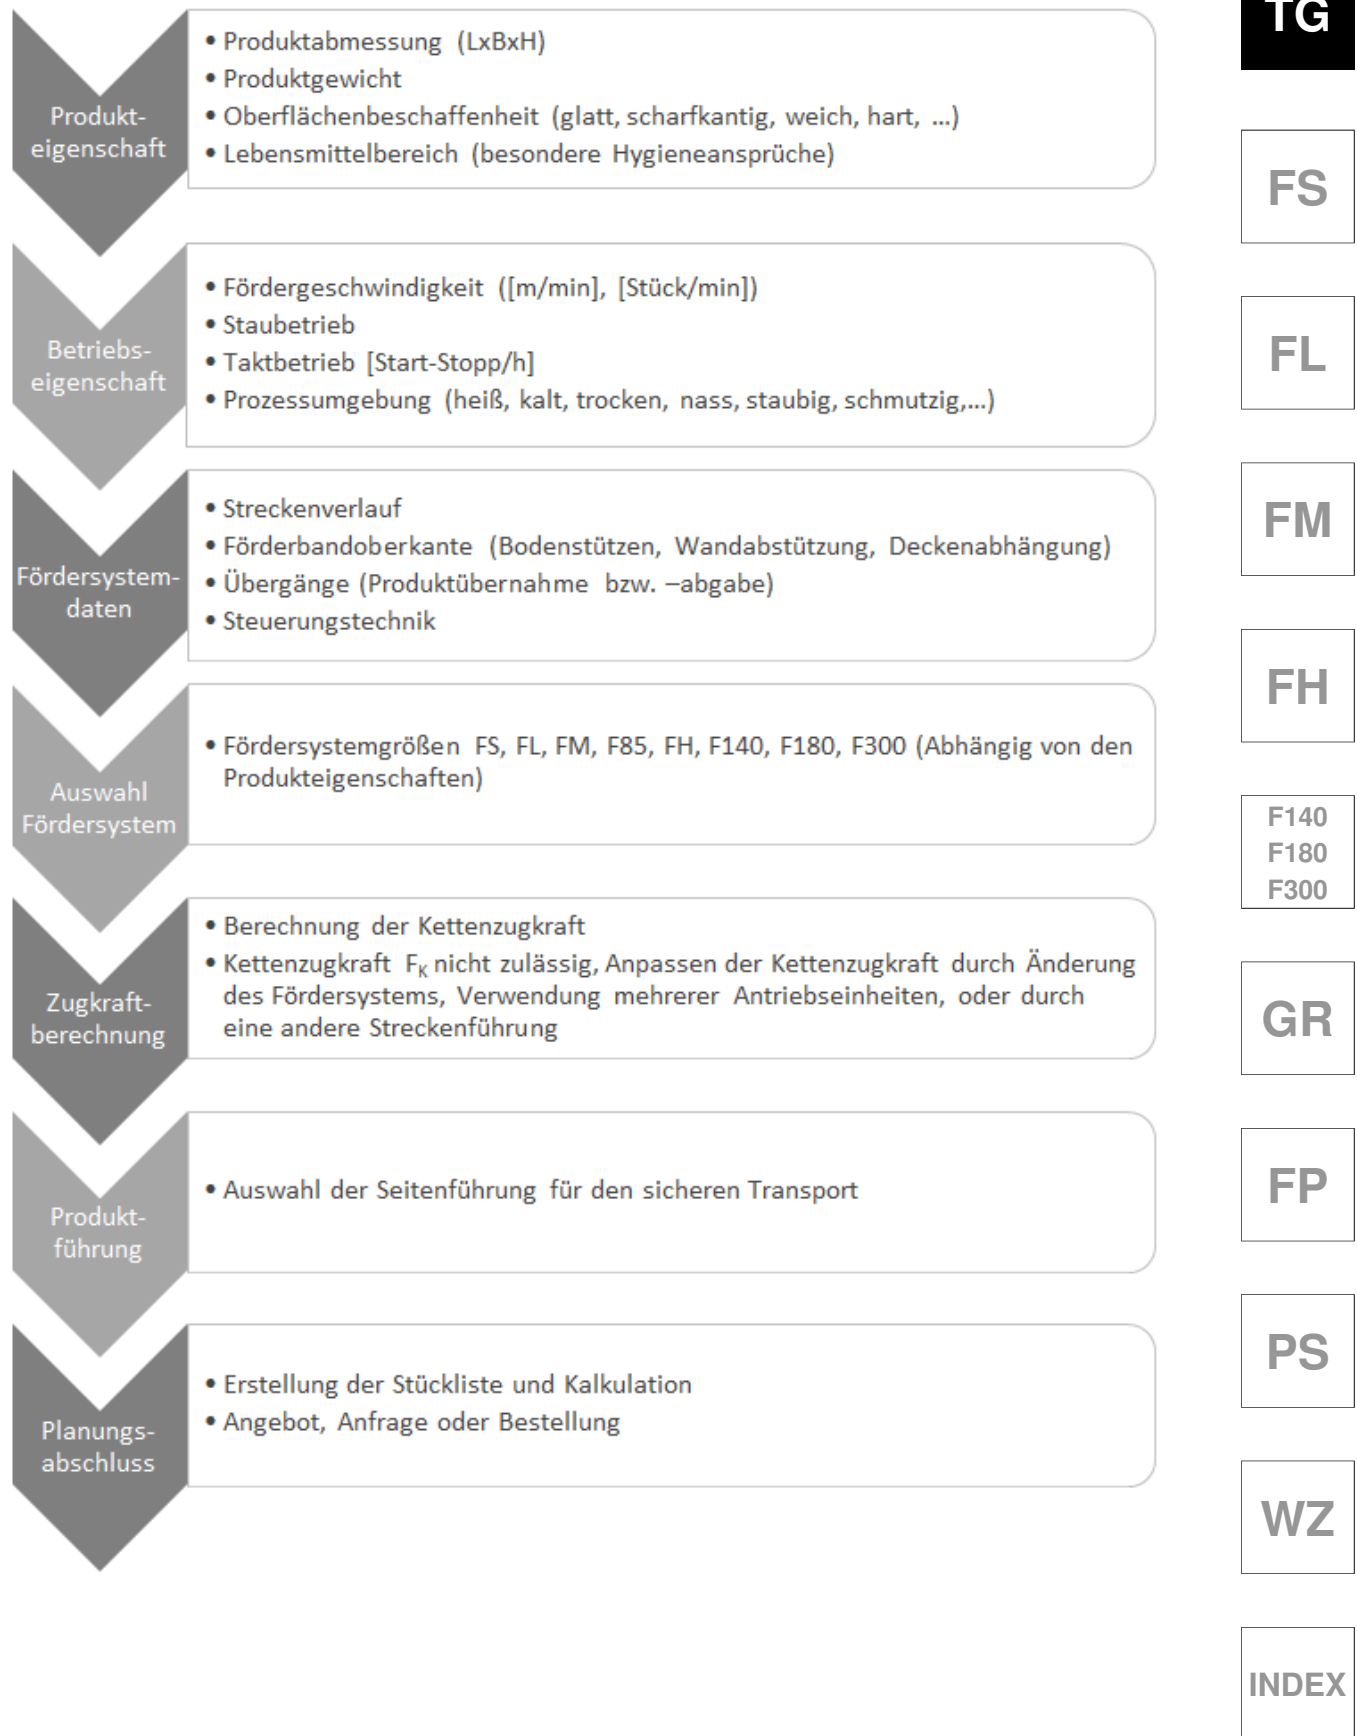 Produkt-
eigenschaft
• Produktabmessung (LxBxH)
• Produktgewicht
• Oberflächenbeschaffenheit (glatt, scharfkantig, weich, hart, ...)
• Lebensmittelbereich (besondere Hygieneansprüche)
Betriebs-
eigenschaft
• Fördergeschwindigkeit ([m/min], [Stück/min])
• Staubetrieb
• Taktbetrieb [Start-Stopp/h]
• Prozessumgebung (heiß, kalt, trocken, nass, staubig, schmutzig,...)
Fördersystem-
daten
• Streckenverlauf
• Förderbandoberkante (Bodenstützen, Wandabstützung, Deckenabhängung)
• Übergänge (Produktübernahme bzw. –abgabe)
• Steuerungstechnik
Auswahl
Fördersystem
• Fördersystemgrößen FS, FL, FM, F85, FH, F140, F180, F300 (Abhängig von den
Produkteigenschaften)
Zugkraft-
berechnung
• Berechnung der Kettenzugkraft
• Kettenzugkraft FK nicht zulässig, Anpassen der Kettenzugkraft durch Änderung
des Fördersystems, Verwendung mehrerer Antriebseinheiten, oder durch
eine andere Streckenführung
Produkt-
führung
• Auswahl der Seitenführung für den sicheren Transport
Planungs-
abschluss
• Erstellung der Stückliste und Kalkulation
• Angebot, Anfrage oder Bestellung
TG
FS
FL
FM
FH
F140
F180
F300
GR
FP
PS
WZ
INDEX